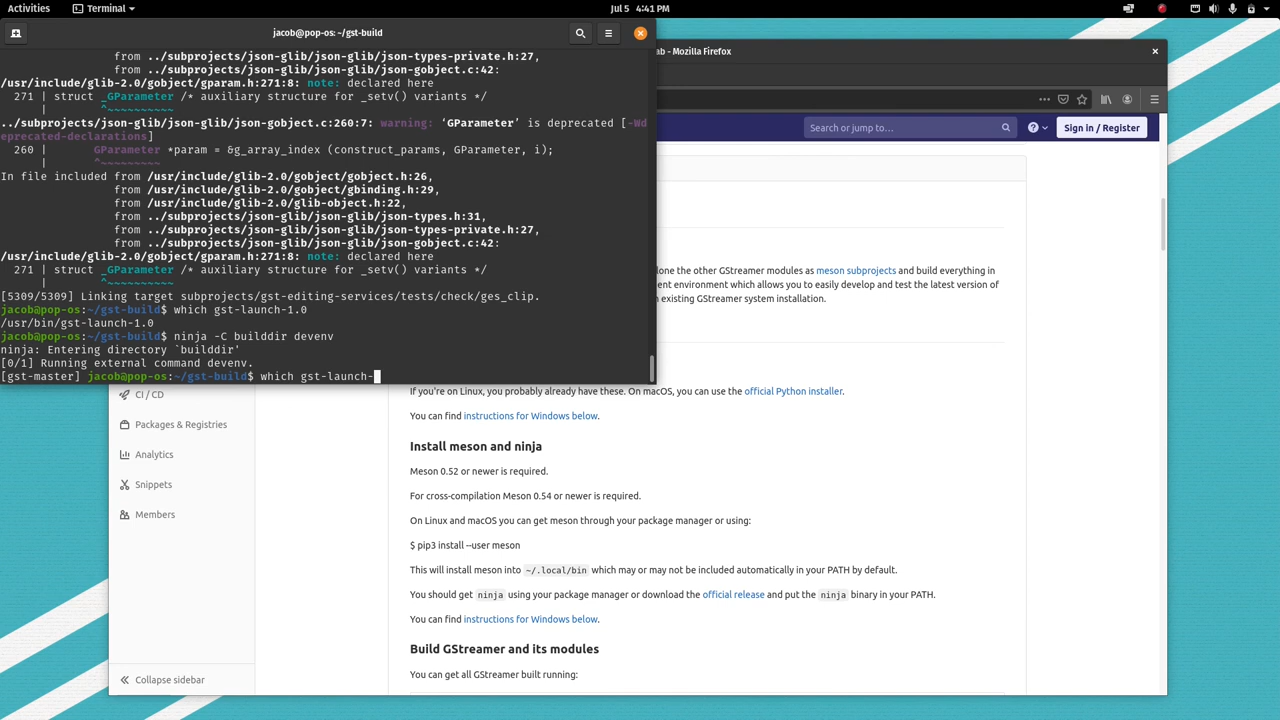 Activities
Terminal
Jul 5 4:41 PM
jacob@pop-os: ~/gst-build
from ../subprojects/json-glib/json-glib/json-types-private.h:27,
from ../subprojects/json-glib/json-glib/json-gobject.c:42:
/usr/include/glib-2.0/gobject/gparam.h:271:8: note: declared here
271 | struct _GParameter /* auxiliary structure for _setv() variants */
| ^~~~~~~~~~~
../subprojects/json-glib/json-glib/json-gobject.c:260:7: warning: ‘GParameter’ is deprecated [-Wd
eprecated-declarations]
260 | GParameter *param = &g_array_index (construct_params, GParameter, i);
| ^~~~~~~~~~
In file included from /usr/include/glib-2.0/gobject/gobject.h:26,
from /usr/include/glib-2.0/gobject/gbinding.h:29,
from /usr/include/glib-2.0/glib-object.h:22,
from ../subprojects/json-glib/json-glib/json-types.h:31,
from ../subprojects/json-glib/json-glib/json-types-private.h:27,
from ../subprojects/json-glib/json-glib/json-gobject.c:42:
/usr/include/glib-2.0/gobject/gparam.h:271:8: note: declared here
271 | struct _GParameter /* auxiliary structure for _setv() variants */
| ^~~~~~~~~~~
[5309/5309] Linking target subprojects/gst-editing-services/tests/check/ges_clip.
jacob@pop-os:~/gst-build$ which gst-launch-1.0
/usr/bin/gst-launch-1.0
jacob@pop-os:~/gst-build$ ninja -C builddir devenv
ninja: Entering directory `builddir'
[0/1] Running external command devenv.
[gst-master] jacob@pop-os:~/gst-build$ which gst-launch-
ab - Mozilla Firefox
Search or jump to...
Sign in / Register
lone the other GStreamer modules as meson subprojects and build everything in
ent environment which allows you to easily develop and test the latest version of
n existing GStreamer system installation.
CI / CD
Packages & Registries
Analytics
Snippets
Members
Collapse sidebar
If you're on Linux, you probably already have these. On macOS, you can use the official Python installer.
You can find instructions for Windows below.
Install meson and ninja
Meson 0.52 or newer is required.
For cross-compilation Meson 0.54 or newer is required.
On Linux and macOS you can get meson through your package manager or using:
$ pip3 install --user meson
This will install meson into ~/.local/bin which may or may not be included automatically in your PATH by default.
You should get ninja using your package manager or download the official release and put the ninja binary in your PATH.
You can find instructions for Windows below.
Build GStreamer and its modules
You can get all GStreamer built running: